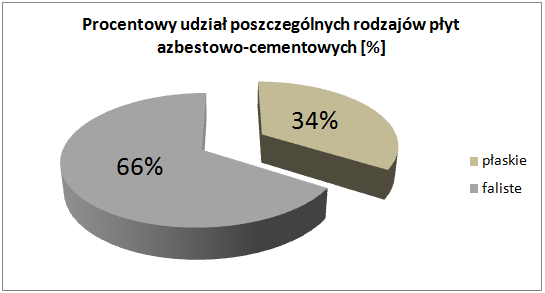 Procentowy udział poszczególnych rodzajów płyt
azbestowo-cementowych [%]
34%
66%
płaskie
faliste